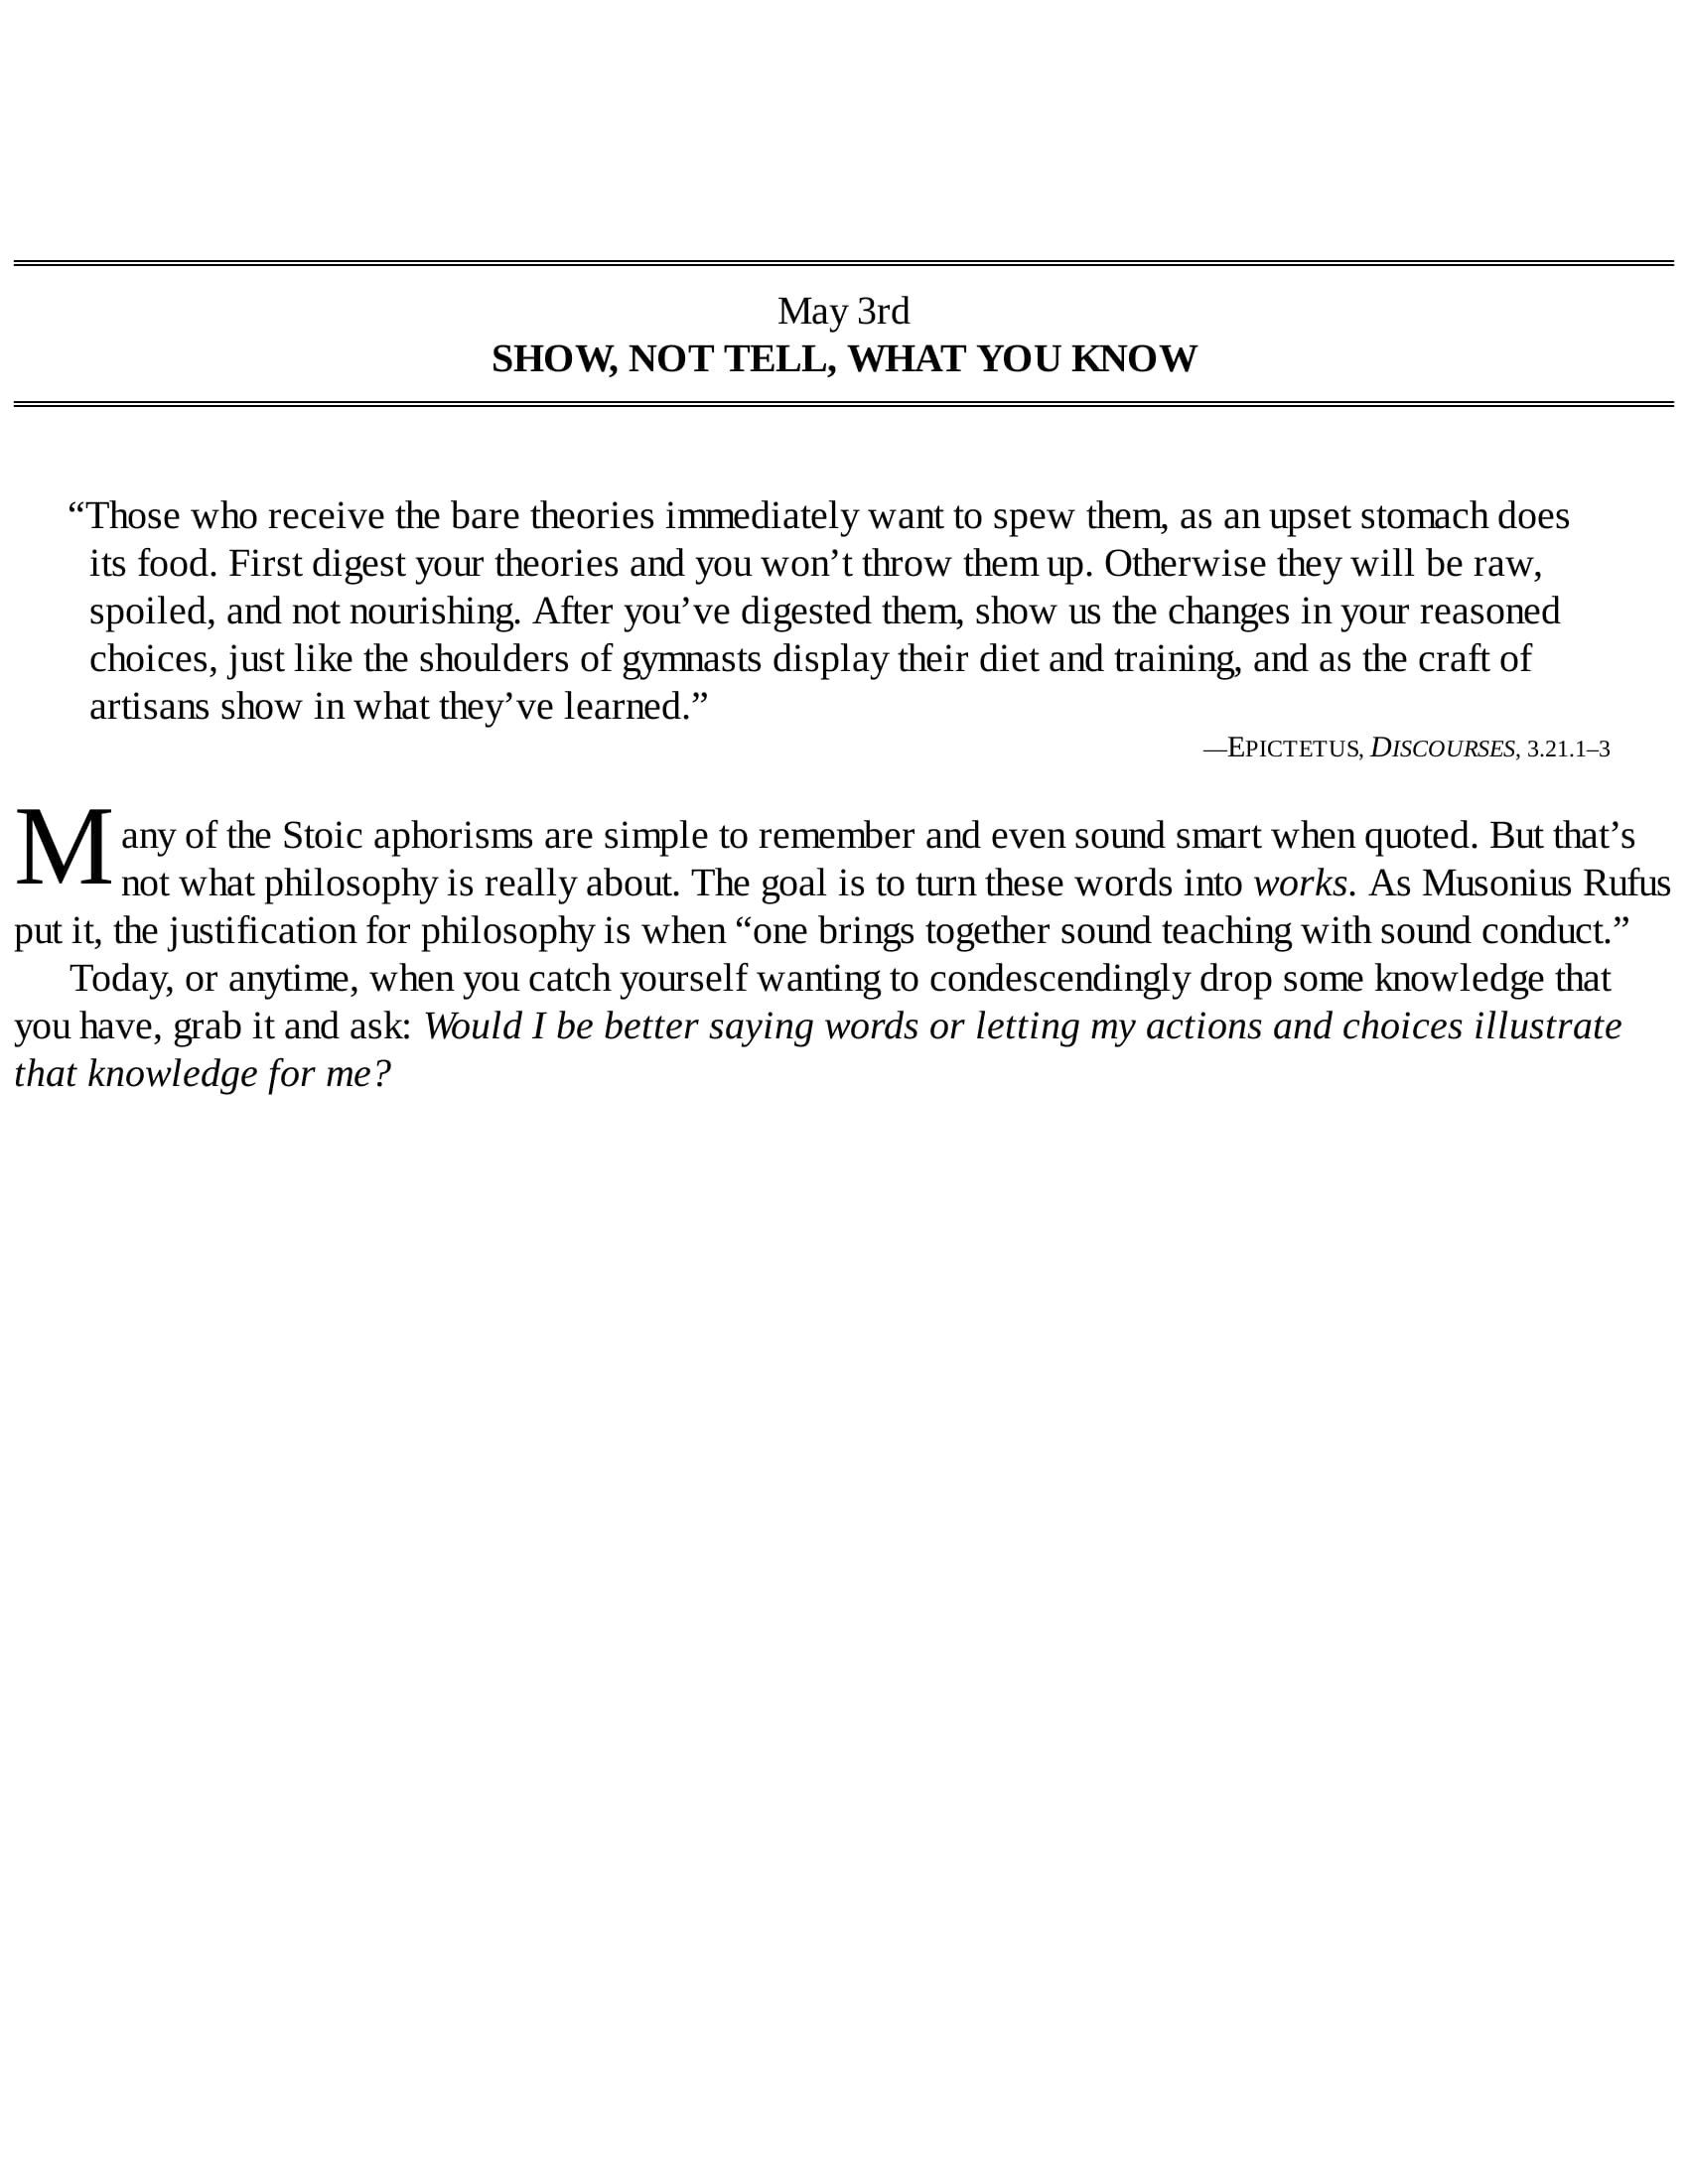 May 3rd
SHOW, NOT TELL, WHAT YOU KNOW
“Those who receive the bare theories immediately want to spew them, as an upset stomach does
its food. First digest your theories and you won’t throw them up. Otherwise they will be raw,
spoiled, and not nourishing. After you’ve digested them, show us the changes in your reasoned
choices, just like the shoulders of gymnasts display their diet and training, and as the craft of
artisans show in what they’ve learned.”
—EPICTETUS, DISCOURSES, 3.21.1–3
Many of the Stoic aphorisms are simple to remember and even sound smart when quoted. But that’s
not what philosophy is really about. The goal is to turn these words into works. As Musonius Rufus
put it, the justification for philosophy is when “one brings together sound teaching with sound conduct.”
Today, or anytime, when you catch yourself wanting to condescendingly drop some knowledge that
you have, grab it and ask: Would I be better saying words or letting my actions and choices illustrate
that knowledge for me?